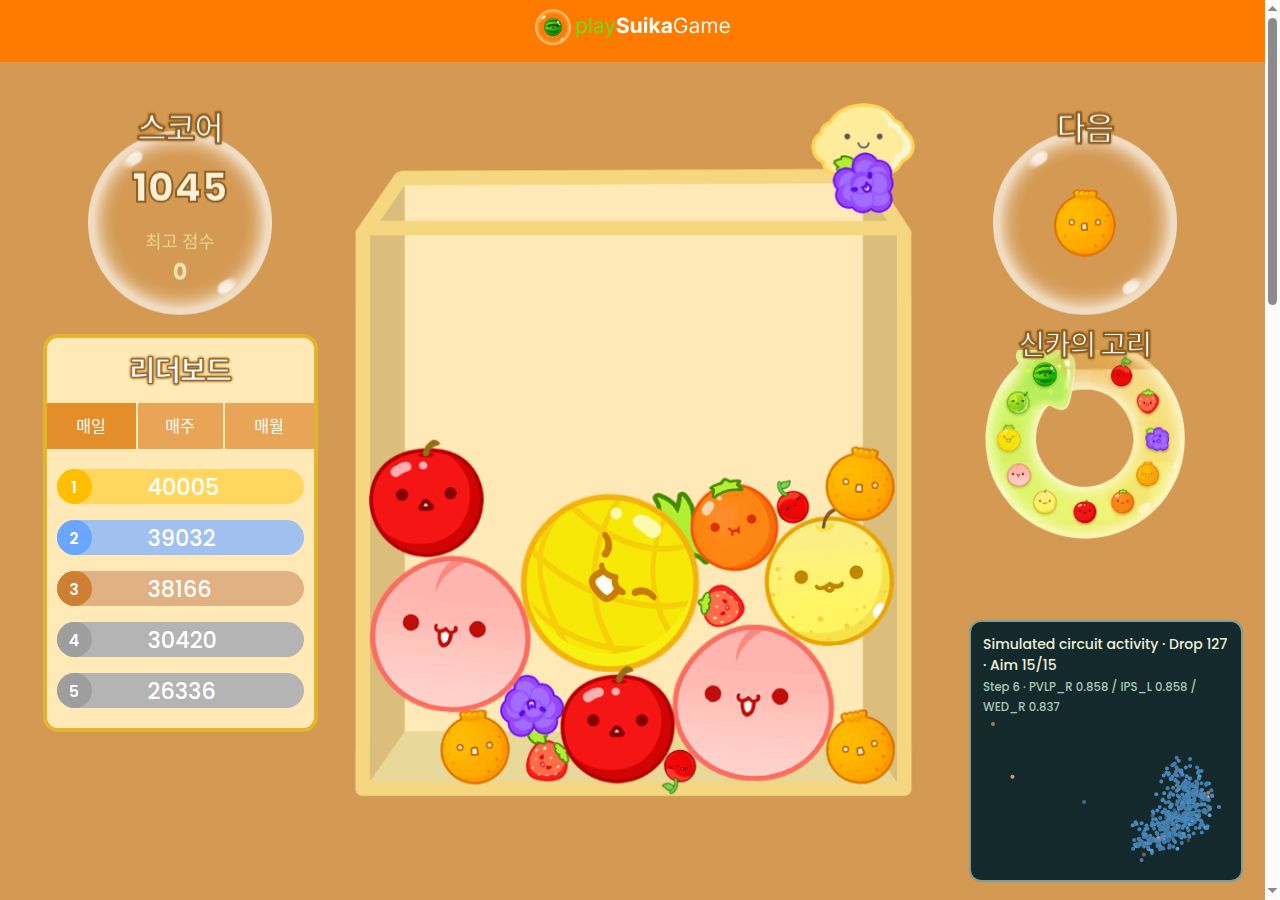 playSuikaGame
스코어
1045
최고 점수
0
다음
신카의 고리
리더보드
매일 매주 매월
1 40005
2 39032
3 38166
4 30420
5 26336
Simulated circuit activity · Drop 127
· Aim 15/15
Step 6 · PVLP_R 0.858 / IPS_L 0.858 /
WED_R 0.837